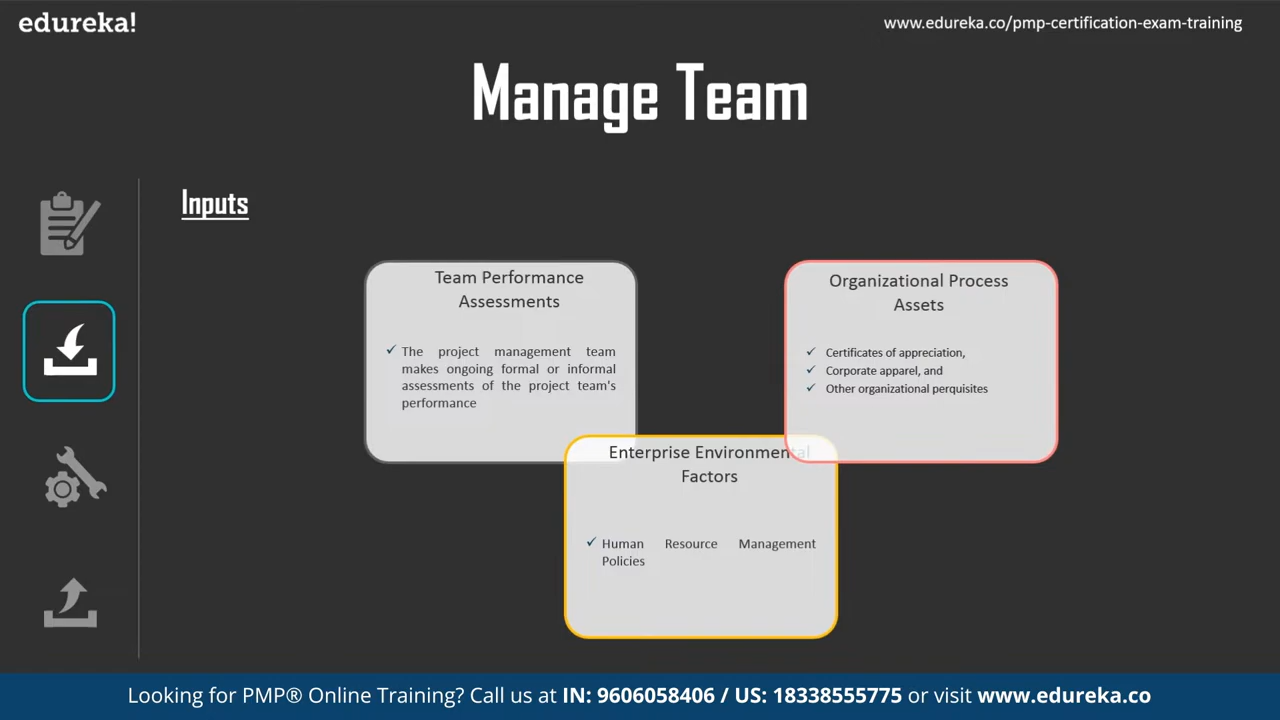 edureka!
www.edureka.co/pmp-certification-exam-training
Manage Team
Inputs
Team Performance
Assessments
The project management team
makes ongoing formal or informal
assessments of the project team's
performance
Organizational Process
Assets
Certificates of appreciation,
Corporate apparel, and
Other organizational perquisites
Enterprise Environmental
Factors
Human Resource Management
Policies
Looking for PMP® Online Training? Call us at IN: 9606058406 / US: 18338555775 or visit www.edureka.co